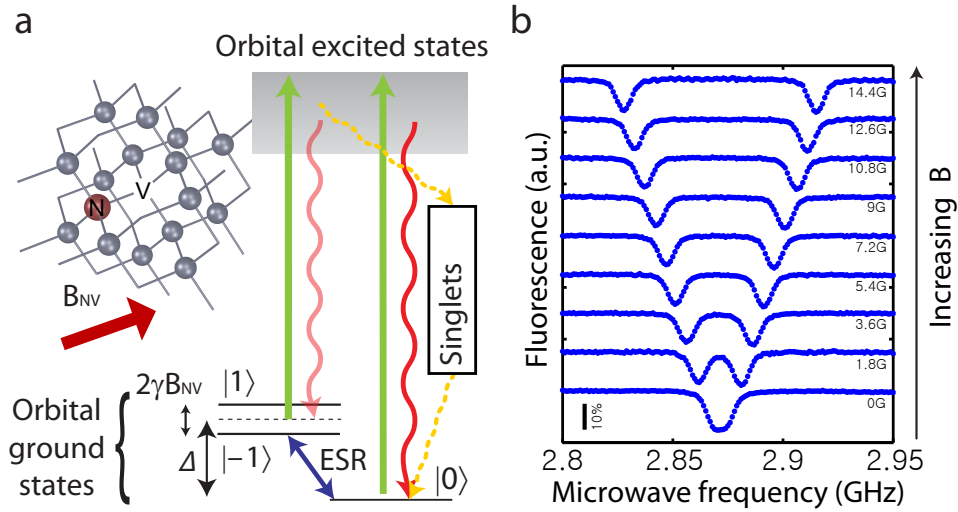 a
Orbital excited states
V
N
B_NV
Singlets
2γB_NV
|1⟩
Orbital
ground
states
Δ
|−1⟩
ESR
|0⟩
b
Fluorescence (a.u.)
14.4G
12.6G
10.8G
9G
7.2G
5.4G
3.6G
1.8G
0G
10%
2.8
2.85
2.9
2.95
Microwave frequency (GHz)
Increasing B